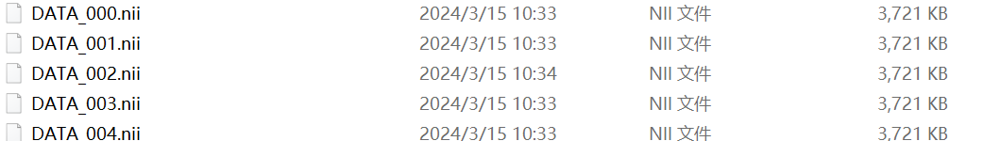 DATA_000.nii 2024/3/15 10:33 NII 文件 3,721 KB
DATA_001.nii 2024/3/15 10:33 NII 文件 3,721 KB
DATA_002.nii 2024/3/15 10:34 NII 文件 3,721 KB
DATA_003.nii 2024/3/15 10:33 NII 文件 3,721 KB
DATA_004.nii 2024/3/15 10:33 NII 文件 3,721 KB